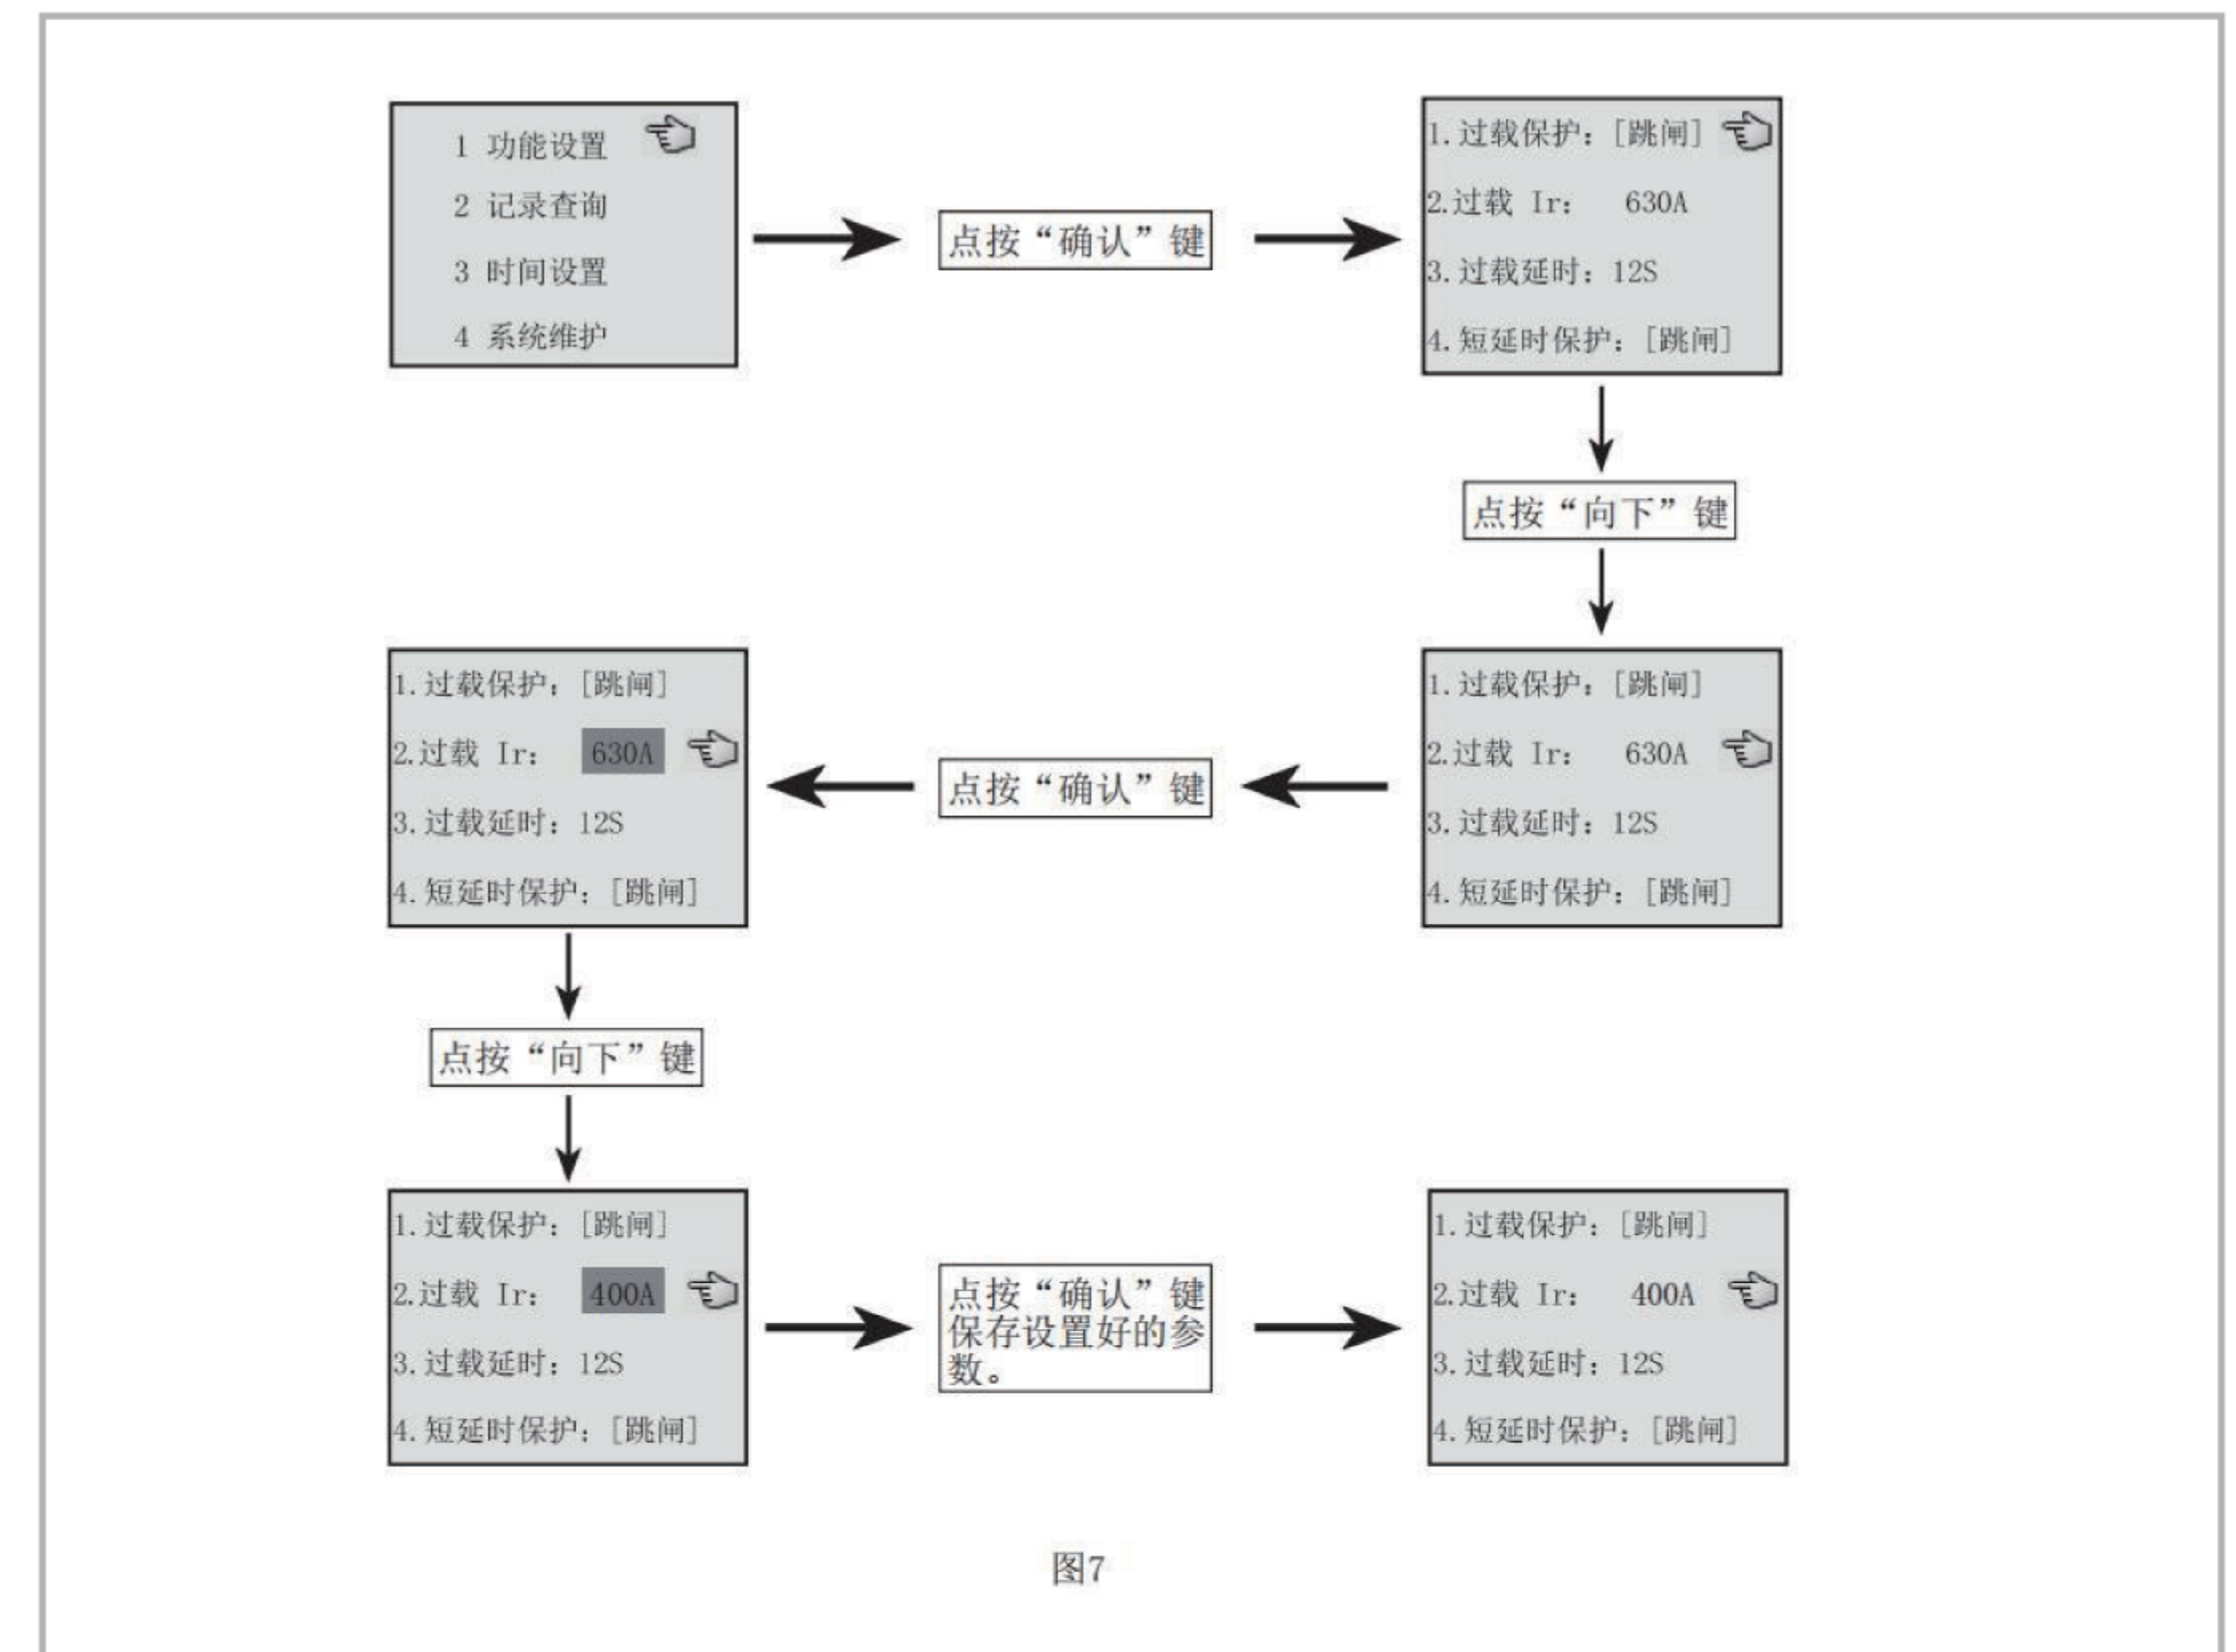 1 功能设置
2 记录查询
3 时间设置
4 系统维护
点按“确认”键
1.过载保护：[跳闸]
2.过载 Ir： 630A
3.过载延时：12S
4.短延时保护：[跳闸]
点按“向下”键
1.过载保护：[跳闸]
2.过载 Ir： 630A
3.过载延时：12S
4.短延时保护：[跳闸]
点按“确认”键
1.过载保护：[跳闸]
2.过载 Ir： 630A
3.过载延时：12S
4.短延时保护：[跳闸]
点按“向下”键
1.过载保护：[跳闸]
2.过载 Ir： 400A
3.过载延时：12S
4.短延时保护：[跳闸]
点按“确认”键
保存设置好的参
数。
1.过载保护：[跳闸]
2.过载 Ir： 400A
3.过载延时：12S
4.短延时保护：[跳闸]
图7